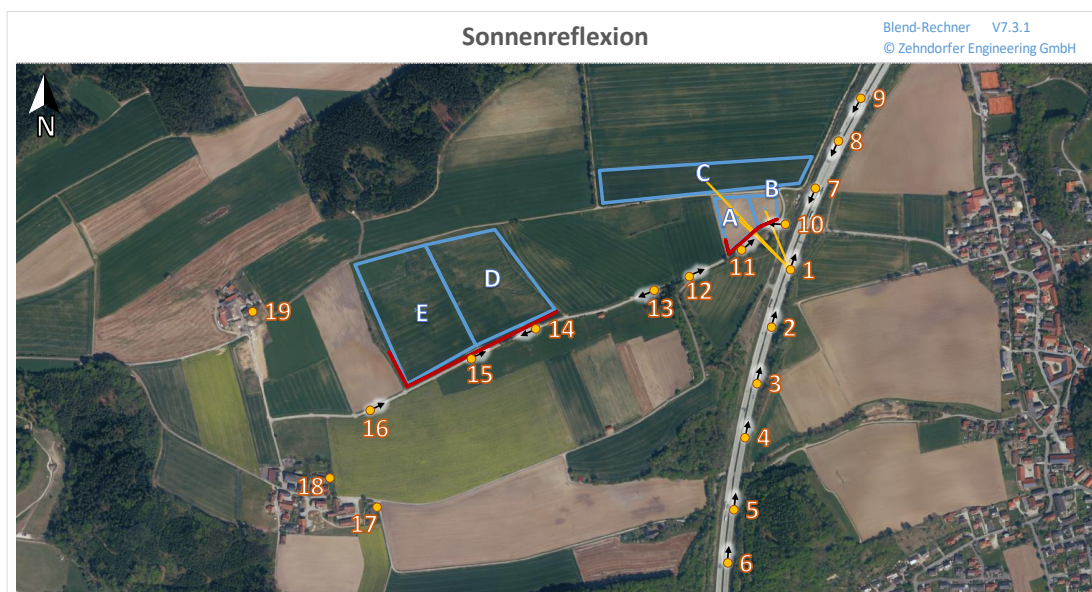 Sonnenreflexion
Blend-Rechner V7.3.1
© Zehndorfer Engineering GmbH
N
9
8
C
B
7
A
10
11
1
12
D
13
19
E
14
2
15
3
16
4
18
17
5
6